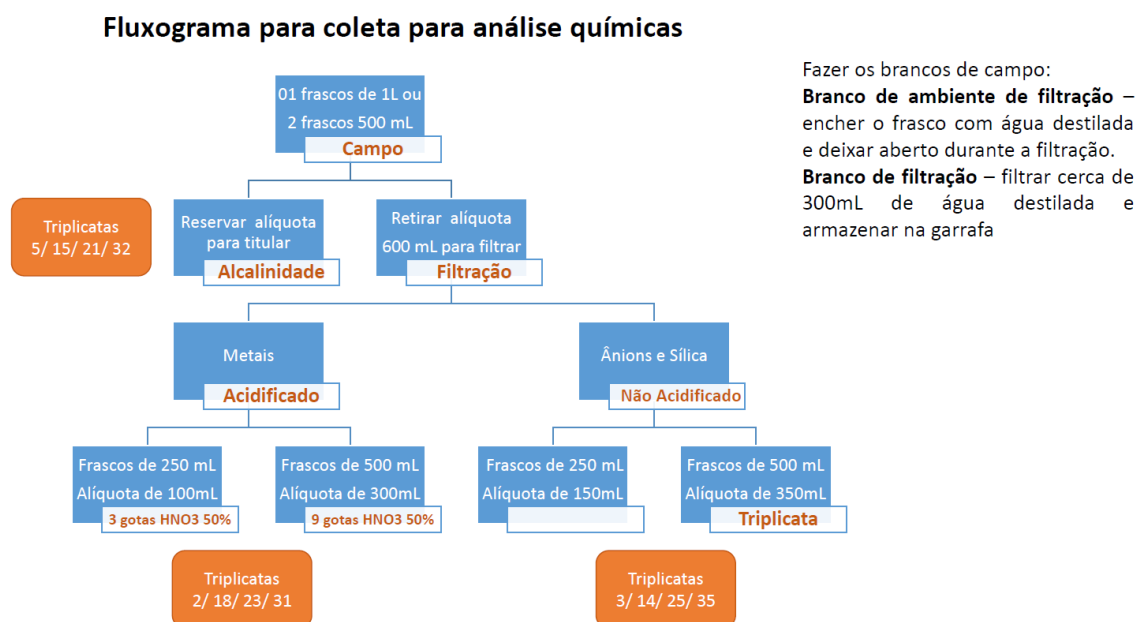 Fluxograma para coleta para análise químicas
Fazer os brancos de campo:
Branco de ambiente de filtração –
encher o frasco com água destilada
e deixar aberto durante a filtração.
Branco de filtração – filtrar cerca de
300mL de água destilada e
armazenar na garrafa
01 frascos de 1L ou
2 frascos 500 mL
Campo
Triplicatas
5/ 15/ 21/ 32
Reservar alíquota
para titular
Alcalinidade
Retirar alíquota
600 mL para filtrar
Filtração
Metais
Acidificado
Ânions e Sílica
Não Acidificado
Frascos de 250 mL
Alíquota de 100mL
3 gotas HNO3 50%
Frascos de 500 mL
Alíquota de 300mL
9 gotas HNO3 50%
Frascos de 250 mL
Alíquota de 150mL
Frascos de 500 mL
Alíquota de 350mL
Triplicata
Triplicatas
2/ 18/ 23/ 31
Triplicatas
3/ 14/ 25/ 35